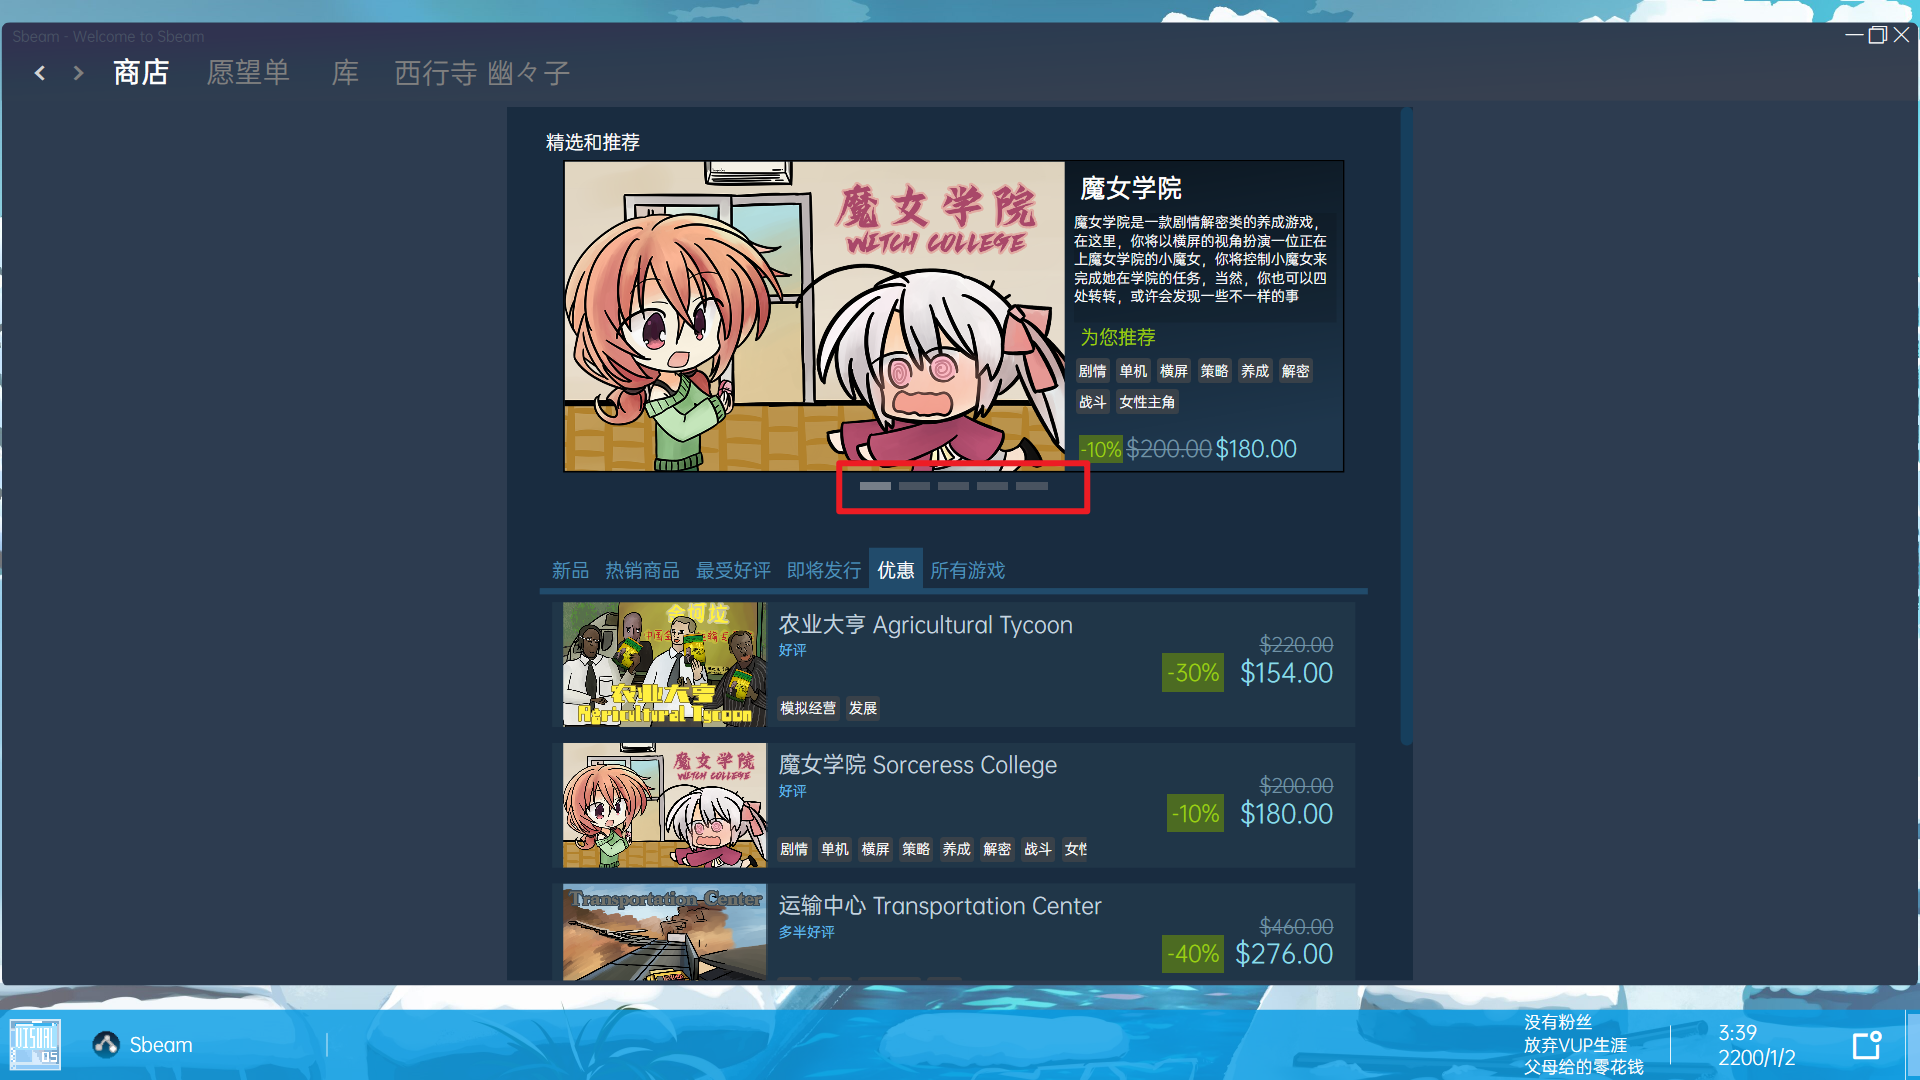 Sbeam - Welcome to Sbeam
商店
愿望单
库
西行寺 幽々子
精选和推荐
魔女学院
WITCH COLLEGE
魔女学院
魔女学院是一款剧情解密类的养成游戏，
在这里，你将以横屏的视角扮演一位正在
上魔女学院的小魔女，你将控制小魔女来
完成她在学院的任务，当然，你也可以四
处转转，或许会发现一些不一样的事
为您推荐
剧情 单机 横屏 策略 养成 解密
战斗 女性主角
-10% $200.00 $180.00
新品 热销商品 最受好评 即将发行 优惠 所有游戏
农业大亨
Agricultural Tycoon
农业大亨 Agricultural Tycoon
好评
模拟经营 发展
$220.00
-30% $154.00
魔女学院
WITCH COLLEGE
魔女学院 Sorceress College
好评
剧情 单机 横屏 策略 养成 解密 战斗 女性
$200.00
-10% $180.00
Transportation Center
运输中心 Transportation Center
多半好评
$460.00
-40% $276.00
Sbeam
没有粉丝
放弃VUP生涯
父母给的零花钱
3:39
2200/1/2